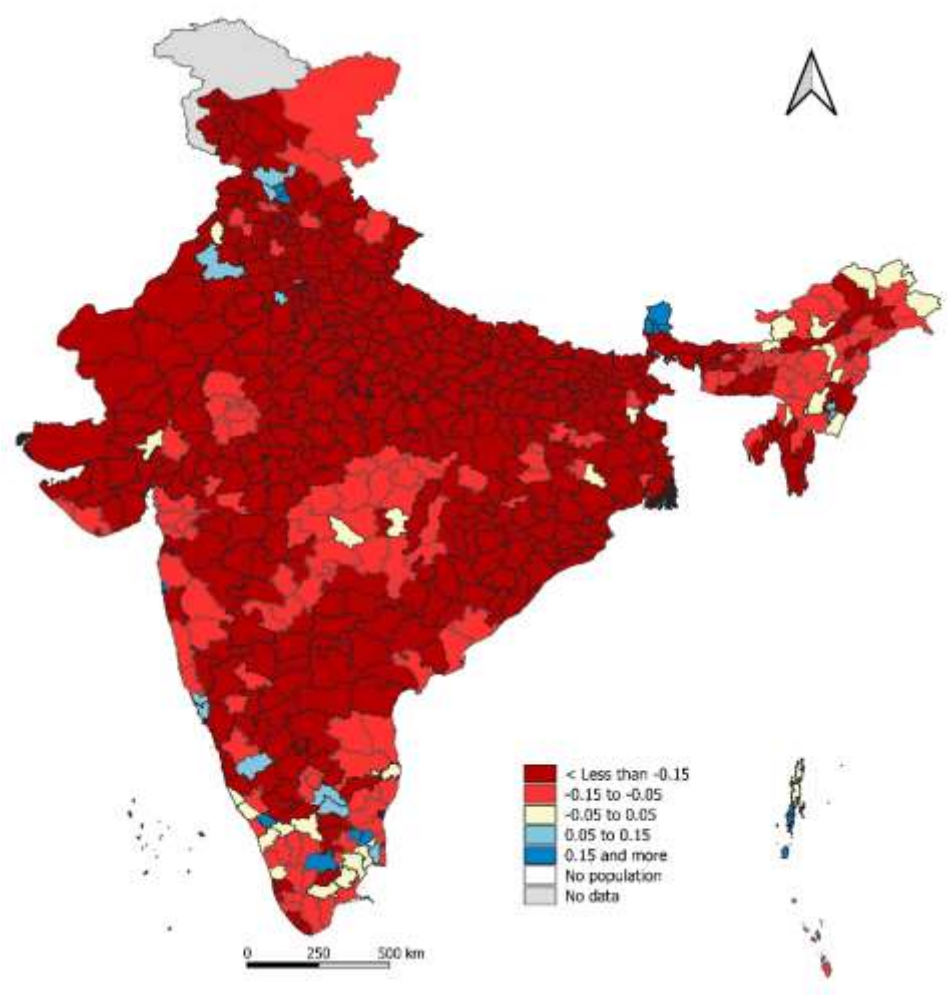 < Less than -0.15
-0.15 to -0.05
-0.05 to 0.05
0.05 to 0.15
0.15 and more
No population
No data
0 250 500 km